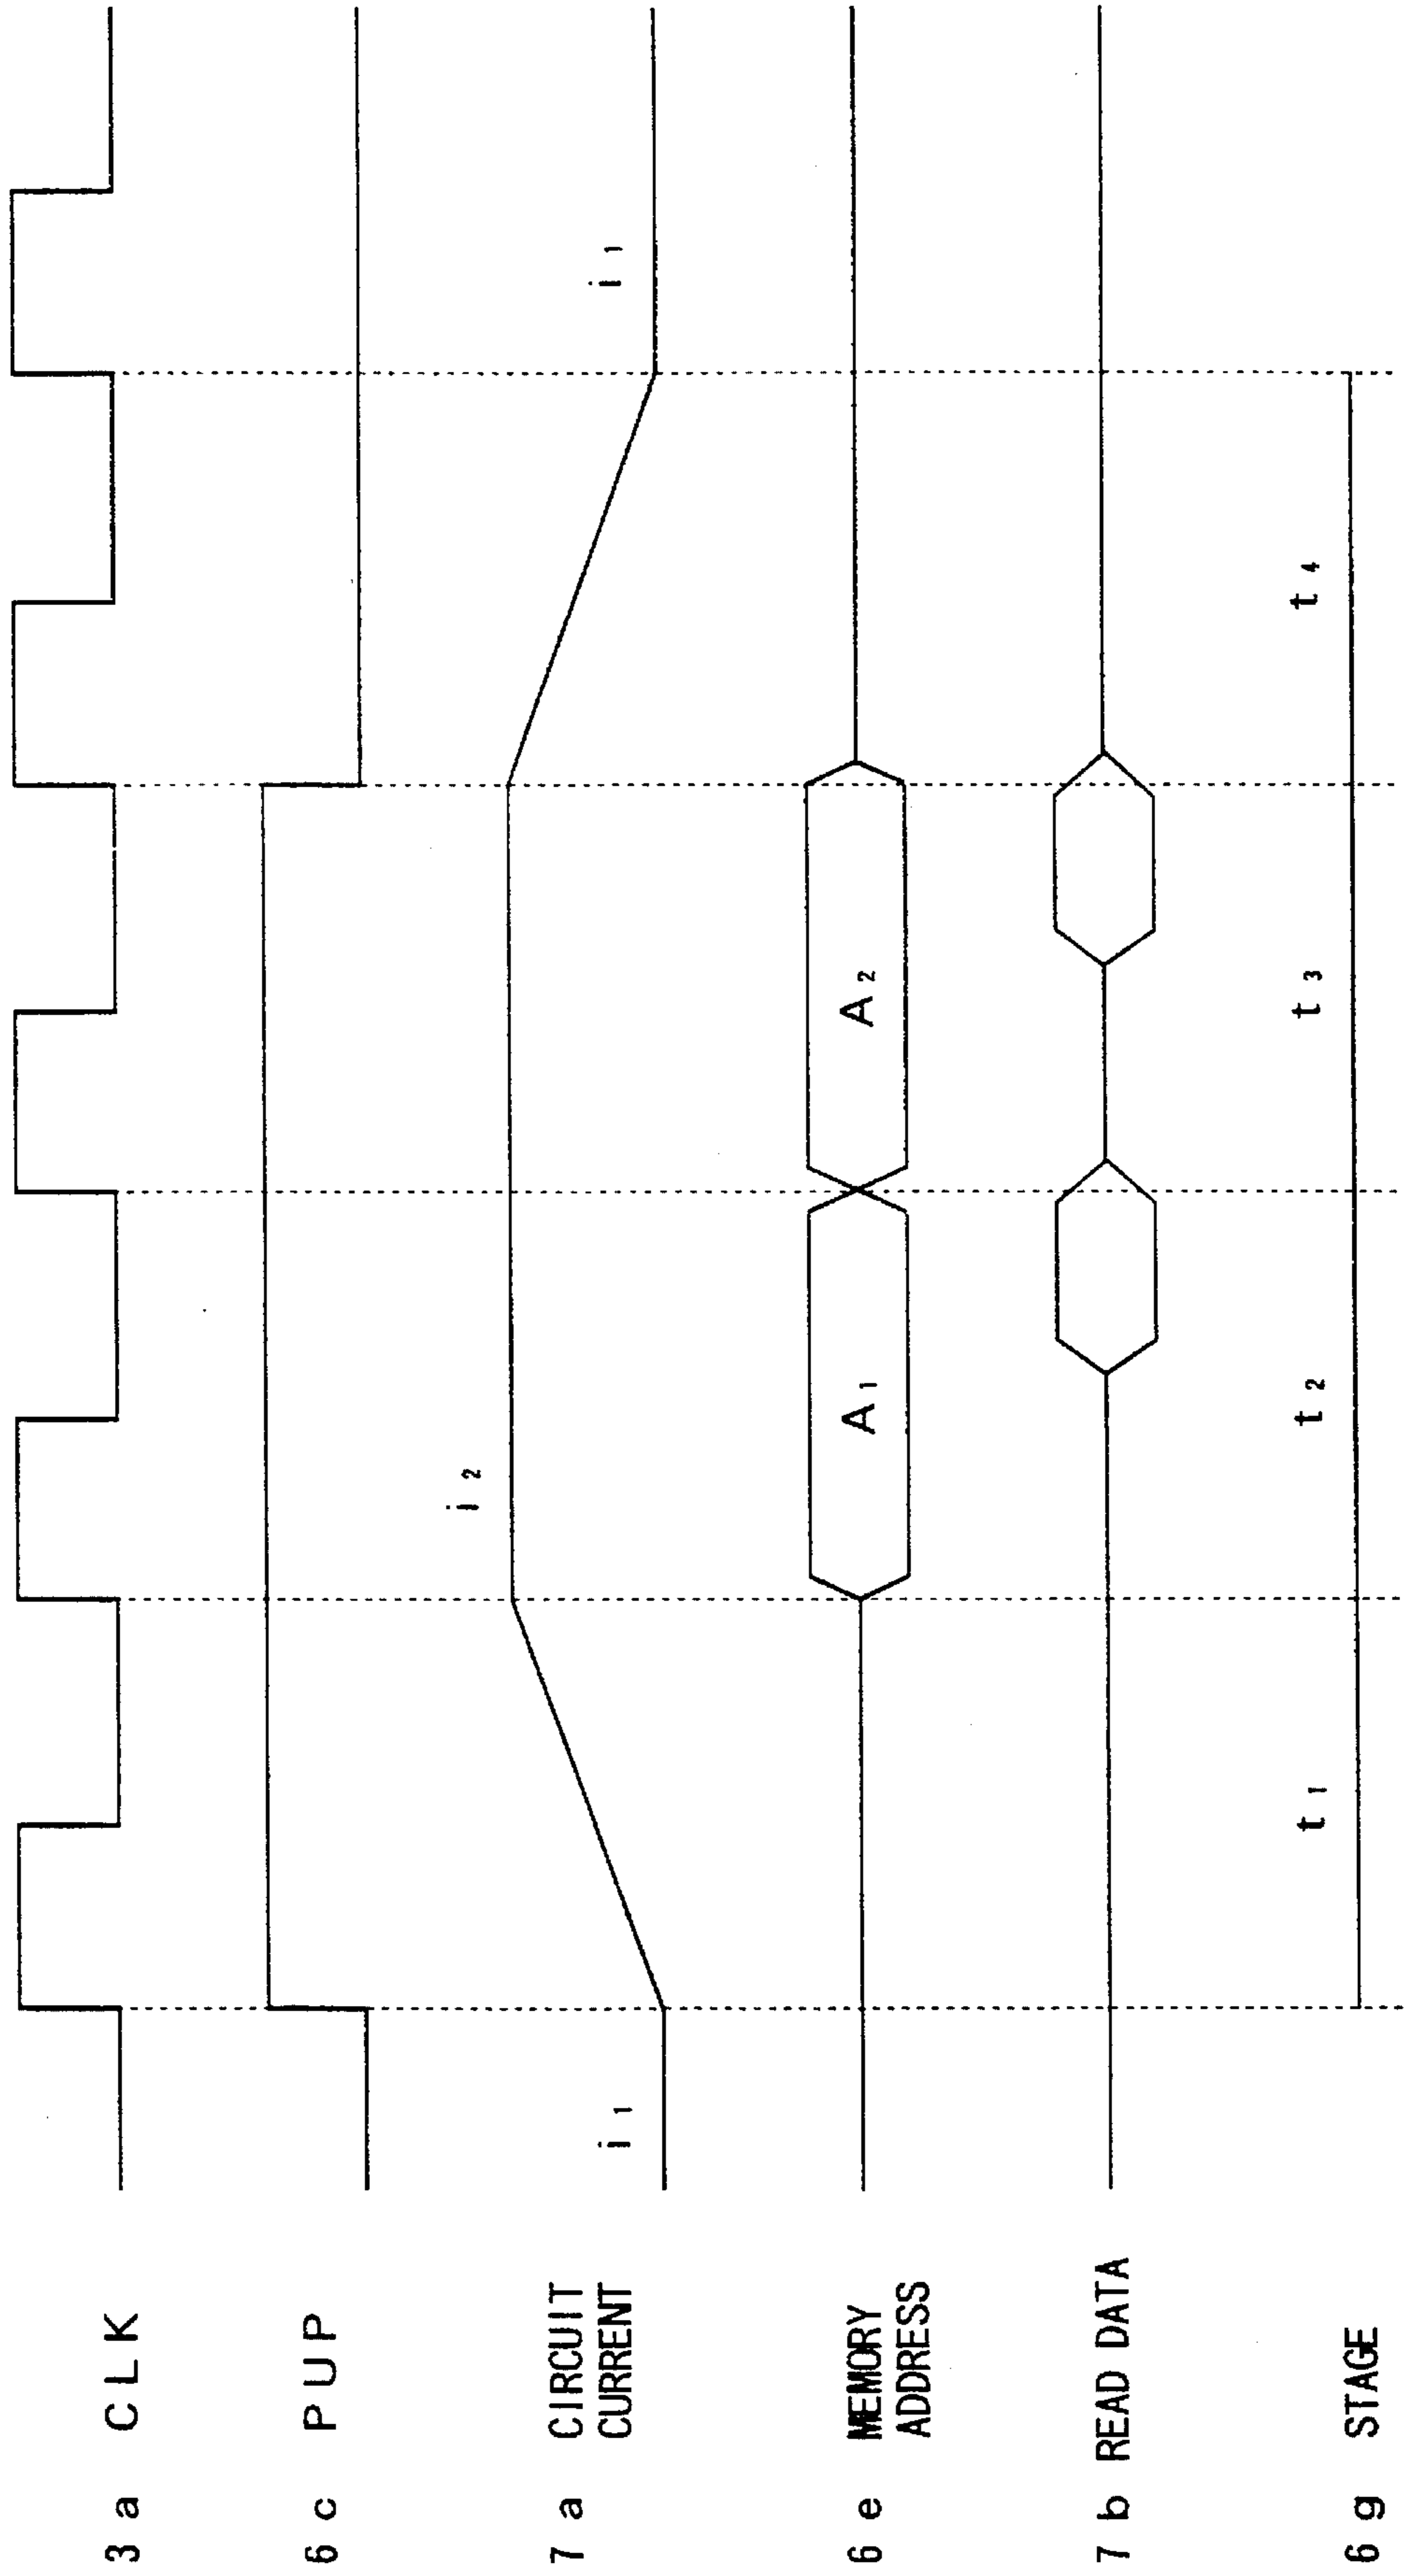 3a CLK
6c PUP
i1
i2
i1
7a CIRCUIT
CURRENT
A1
A2
6e MEMORY
ADDRESS
7b READ DATA
t1
t2
t3
t4
6g STAGE